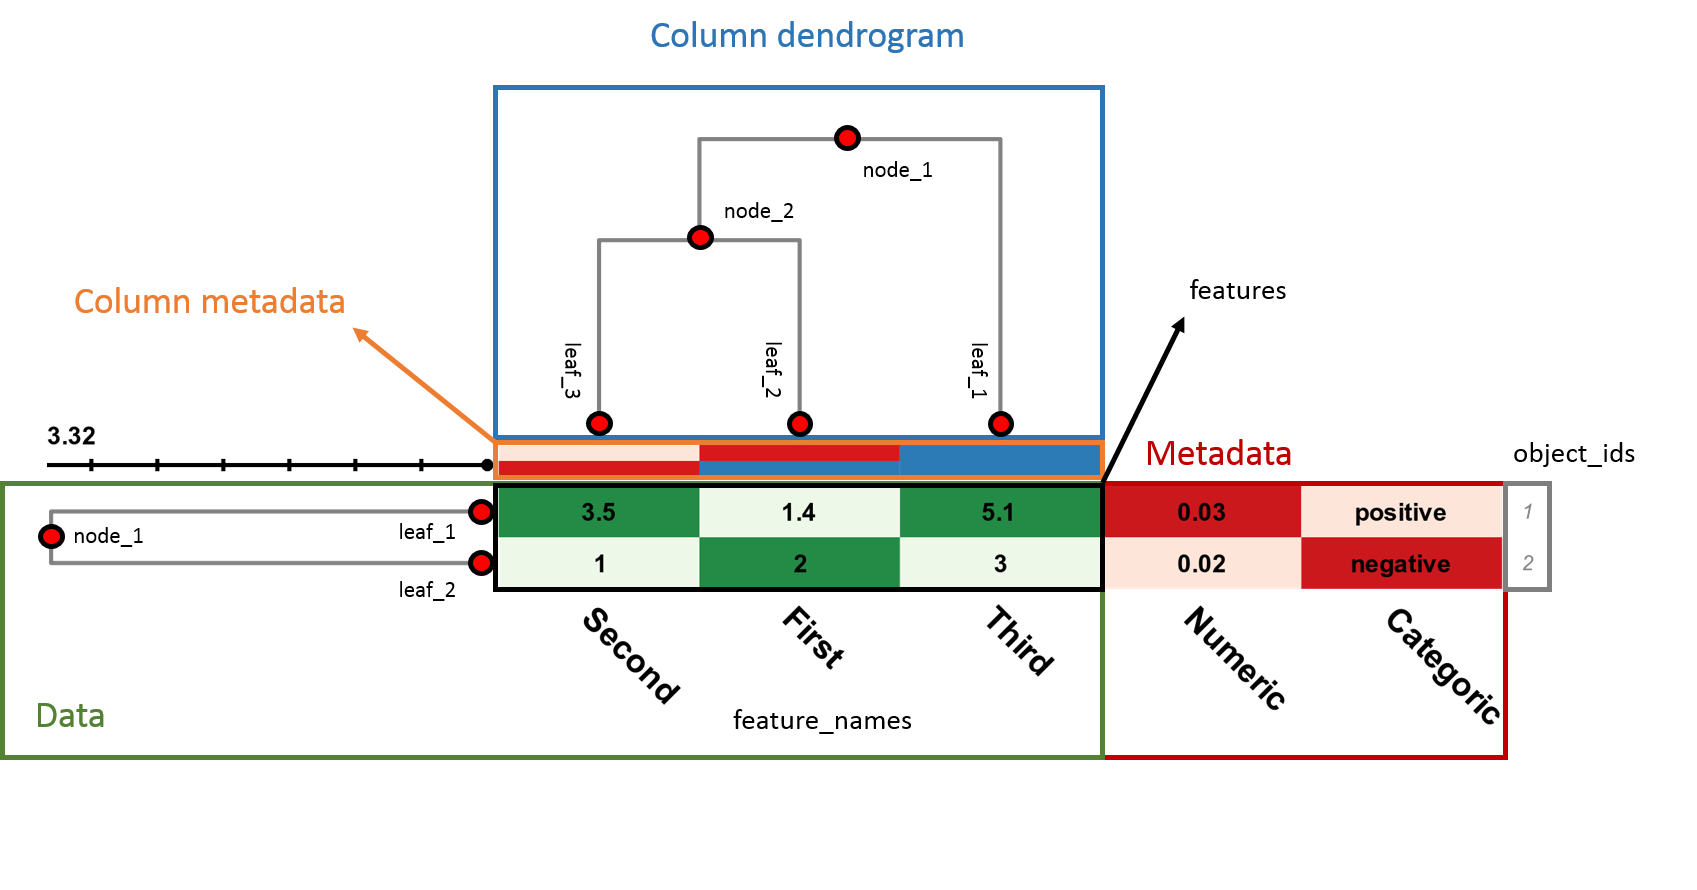 Column dendrogram
node_1
node_2
Column metadata
features
leaf_3
leaf_2
leaf_1
3.32
Metadata
object_ids
node_1
leaf_1
leaf_2
3.5 1.4 5.1 0.03 positive 1
1 2 3 0.02 negative 2
Second First Third Numeric Categoric
Data
feature_names